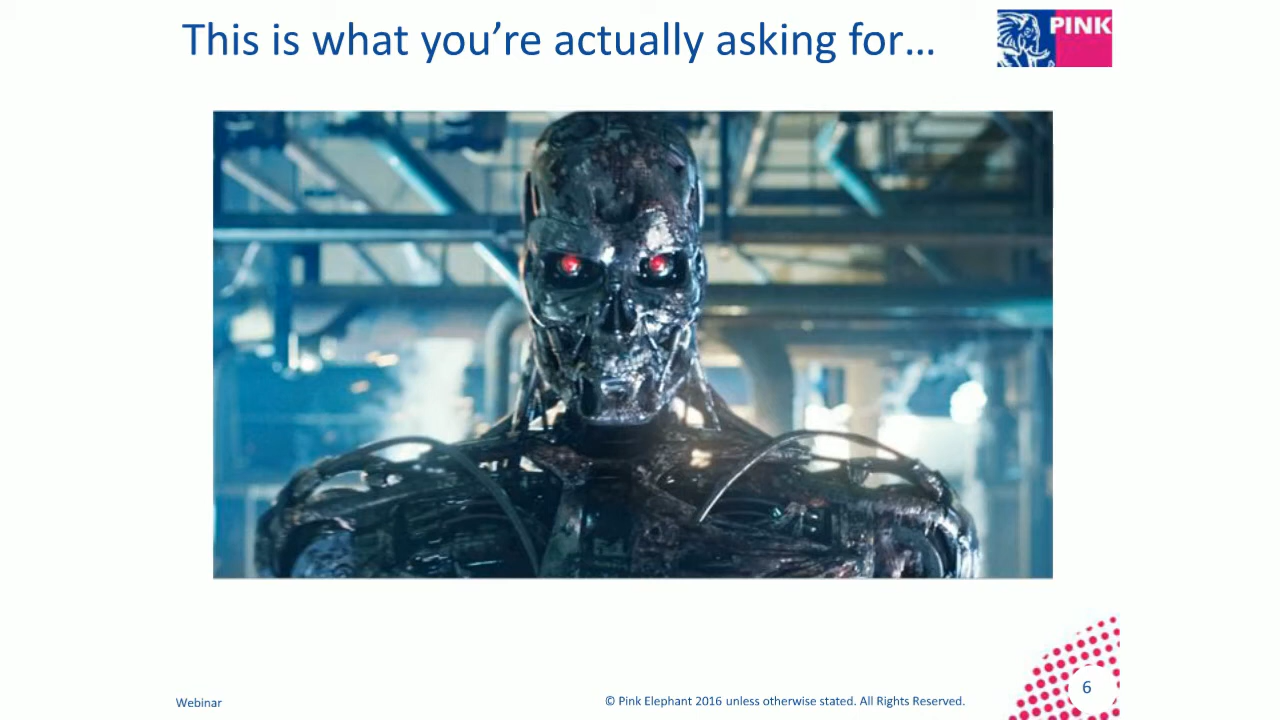 This is what you’re actually asking for…
PINK
6
Webinar
© Pink Elephant 2016 unless otherwise stated. All Rights Reserved.